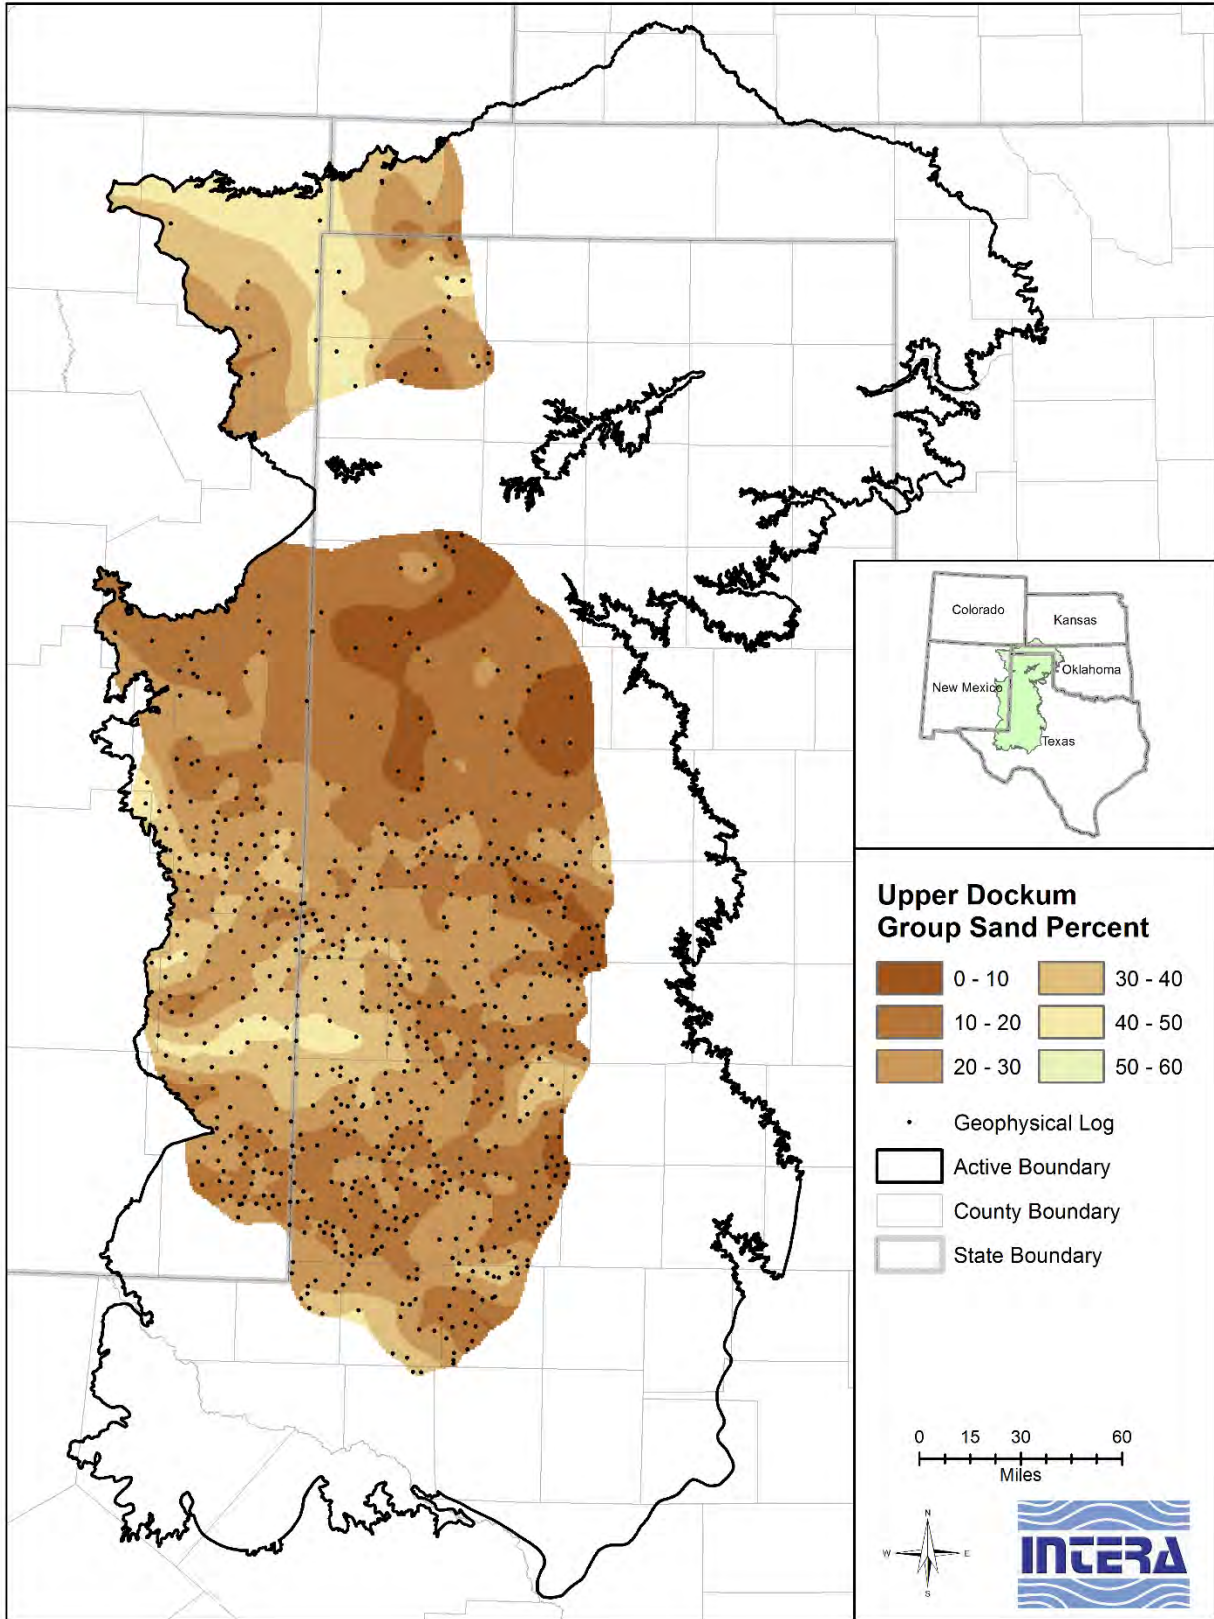 Colorado
Kansas
New Mexico
Oklahoma
Texas
Upper Dockum
Group Sand Percent
0 - 10
30 - 40
10 - 20
40 - 50
20 - 30
50 - 60
Geophysical Log
Active Boundary
County Boundary
State Boundary
0 15 30 60
Miles
N
W E
S
INTERA